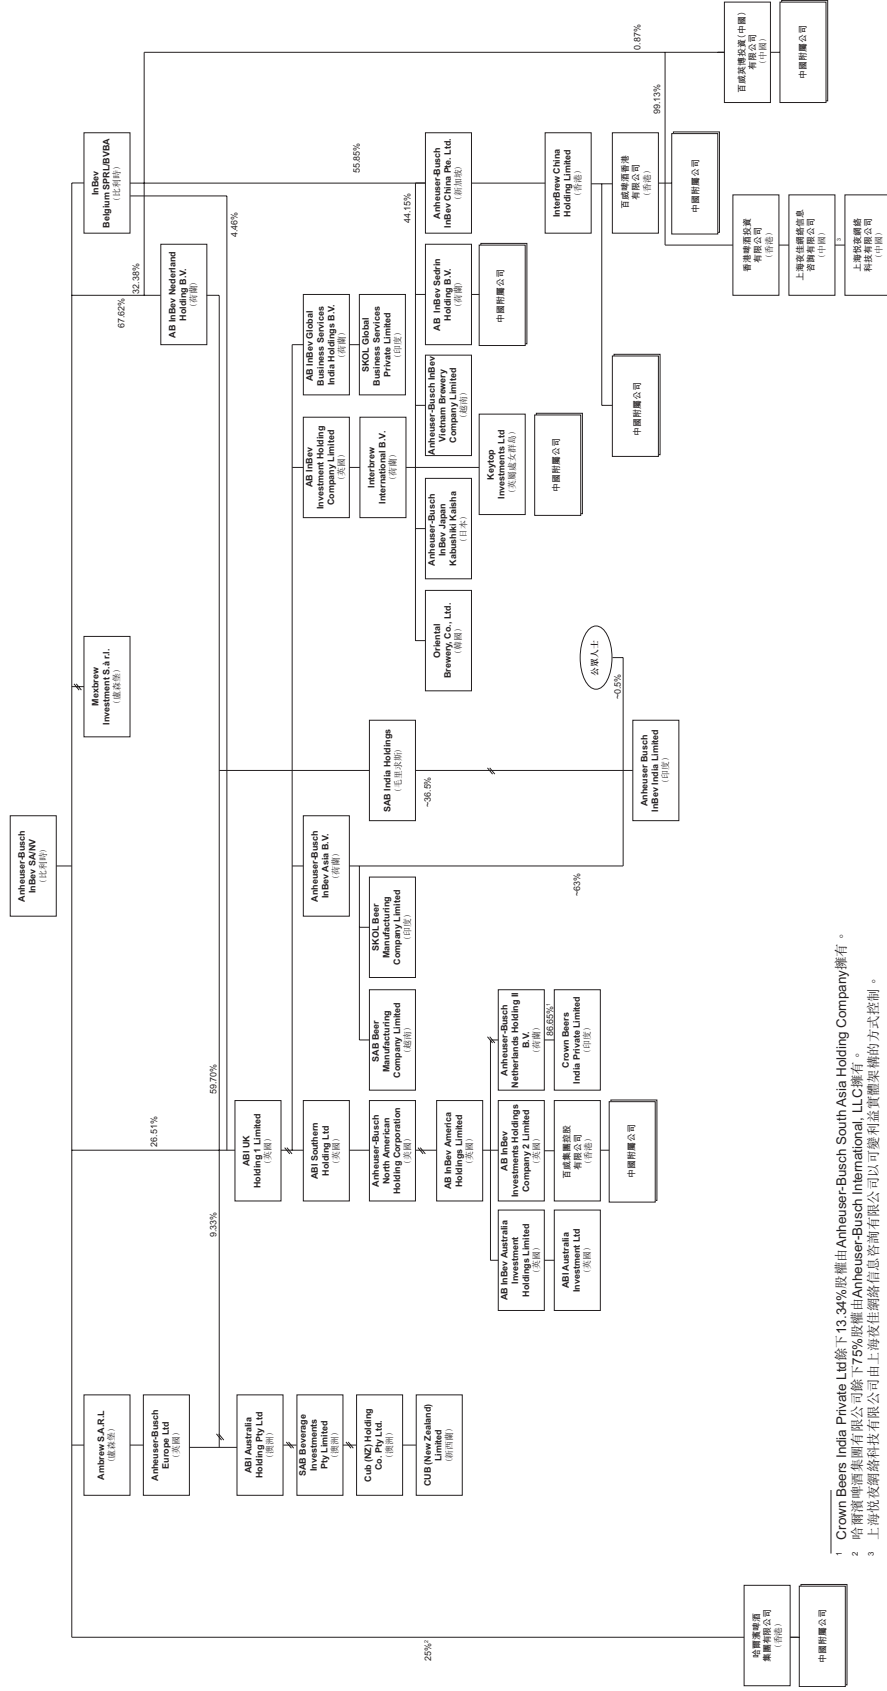 Anheuser-Busch
InBev SA/NV
（比利時）
Ambrew S.A.R.L
（盧森堡）
Anheuser-Busch
Europe Ltd
（英國）
ABI Australia
Holding Pty Ltd
（澳洲）
SAB Beverage
Investments
Pty Limited
（澳洲）
Cub (NZ) Holding
Co. Pty Ltd.
（澳洲）
CUB (New Zealand)
Limited
（新西蘭）
25%²
哈爾濱啤酒
集團有限公司
（香港）
中國附屬公司
9.33%
26.51%
59.70%
ABI UK
Holding 1 Limited
（英國）
ABI Southern
Holding Ltd
（英國）
Anheuser-Busch
North American
Holding Corporation
（美國）
AB InBev America
Holdings Limited
（英國）
AB InBev Australia
Investment
Holdings Limited
（英國）
ABI Australia
Investment Ltd
（英國）
AB InBev
Investments Holdings
Company 2 Limited
（英國）
百威集團控股
有限公司
（香港）
中國附屬公司
Anheuser-Busch
Netherlands Holding II
B.V.
（荷蘭）
86.65%¹
Crown Beers
India Private Limited
（印度）
Mexbrew
Investment S.à r.l.
（盧森堡）
Anheuser-Busch
InBev Asia B.V.
（荷蘭）
SAB Beer
Manufacturing
Company Limited
（越南）
SKOL Beer
Manufacturing
Company Limited
（印度）
~63%
SAB India Holdings
（毛里求斯）
~36.5%
公眾人士
~0.5%
Anheuser Busch
InBev India Limited
（印度）
67.62%
32.38%
AB InBev Nederland
Holding B.V.
（荷蘭）
InBev
Belgium SPRL/BVBA
（比利時）
4.46%
AB InBev
Investment Holding
Company Limited
（英國）
Interbrew
International B.V.
（荷蘭）
AB InBev Global
Business Services
India Holdings B.V.
（荷蘭）
SKOL Global
Business Services
Private Limited
（印度）
Oriental
Brewery, Co., Ltd.
（韓國）
Anheuser-Busch
InBev Japan
Kabushiki Kaisha
（日本）
Anheuser-Busch InBev
Vietnam Brewery
Company Limited
（越南）
Keytop
Investments Ltd
（英屬處女群島）
中國附屬公司
AB InBev Sedrin
Holding B.V.
（荷蘭）
中國附屬公司
44.15%
55.85%
Anheuser-Busch
InBev China Pte. Ltd.
（新加坡）
InterBrew China
Holding Limited
（香港）
中國附屬公司
百威啤酒香港
有限公司
（香港）
中國附屬公司
99.13%
0.87%
百威英博投資(中國)
有限公司
（中國）
中國附屬公司
香港啤酒投資
有限公司
（香港）
上海夜佳網絡信息
咨詢有限公司
（中國）
3
上海悦夜網絡
科技有限公司
（中國）
1 Crown Beers India Private Ltd餘下13.34%股權由Anheuser-Busch South Asia Holding Company擁有。
2 哈爾濱啤酒集團有限公司餘下75%股權由Anheuser-Busch International, LLC擁有。
3 上海悦夜網絡科技有限公司由上海夜佳網絡信息咨詢有限公司以可變利益實體架構的方式控制。